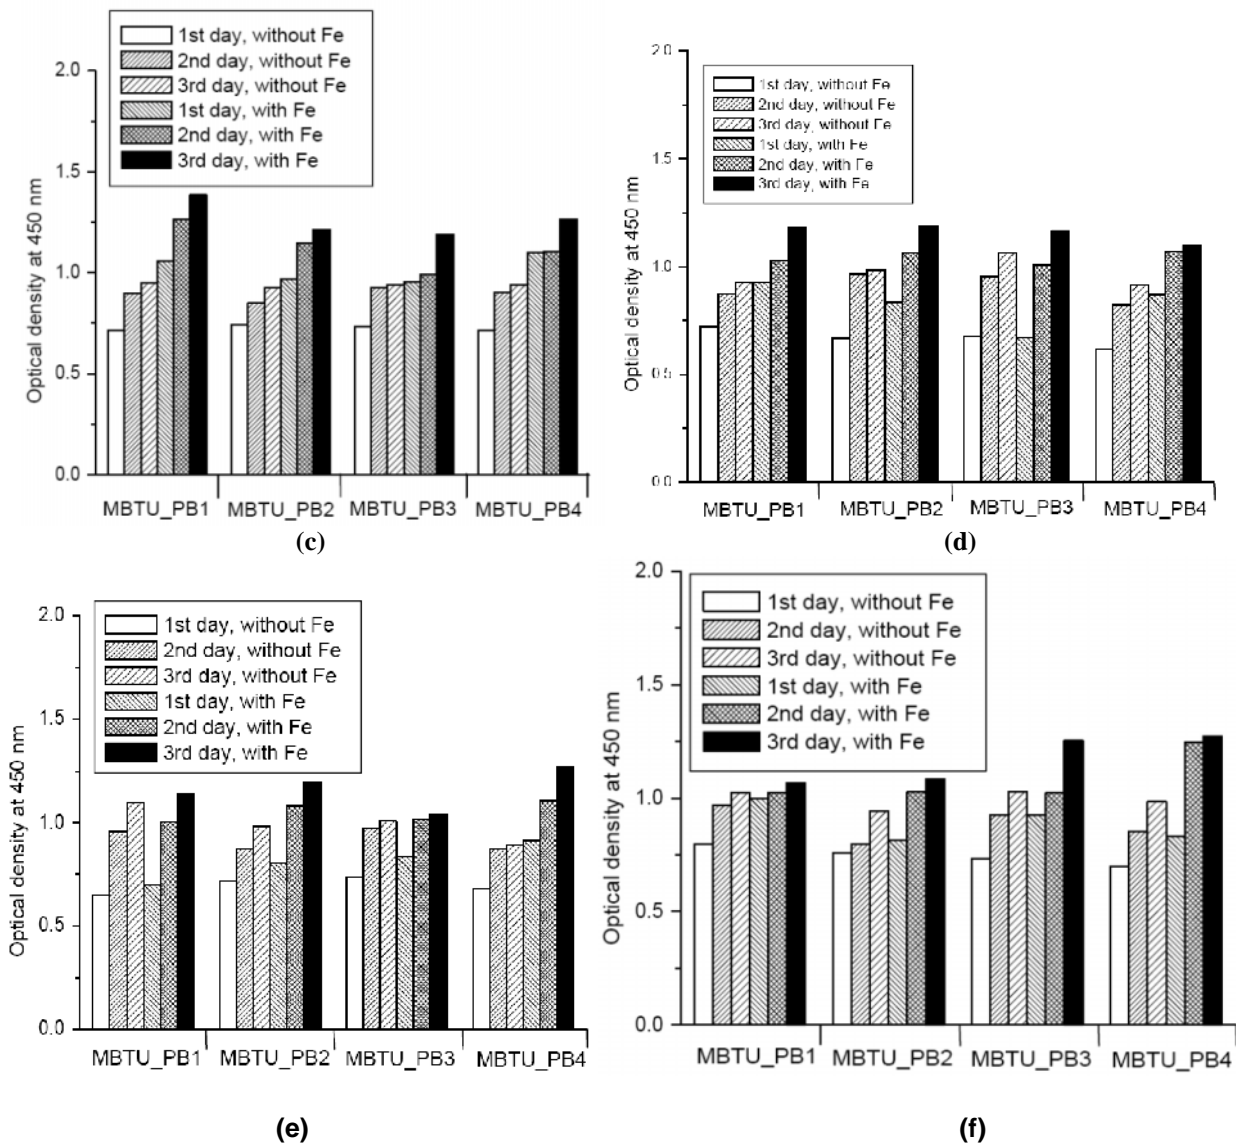 1st day, without Fe
2nd day, without Fe
3rd day, without Fe
1st day, with Fe
2nd day, with Fe
3rd day, with Fe
2.0
1.5
1.0
0.5
0.0
Optical density at 450 nm
MBTU_PB1
MBTU_PB2
MBTU_PB3
MBTU_PB4
(c)
2.0
1.5
1.0
0.5
0.0
Optical density at 450 nm
1st day, without Fe
2nd day, without Fe
3rd day, without Fe
1st day, with Fe
2nd day, with Fe
3rd day, with Fe
MBTU_PB1
MBTU_PB2
MBTU_PB3
MBTU_PB4
(d)
2.0
1.5
1.0
0.5
0.0
Optical density at 450 nm
1st day, without Fe
2nd day, without Fe
3rd day, without Fe
1st day, with Fe
2nd day, with Fe
3rd day, with Fe
MBTU_PB1
MBTU_PB2
MBTU_PB3
MBTU_PB4
(e)
2.0
1.5
1.0
0.5
0.0
Optical density at 450 nm
1st day, without Fe
2nd day, without Fe
3rd day, without Fe
1st day, with Fe
2nd day, with Fe
3rd day, with Fe
MBTU_PB1
MBTU_PB2
MBTU_PB3
MBTU_PB4
(f)